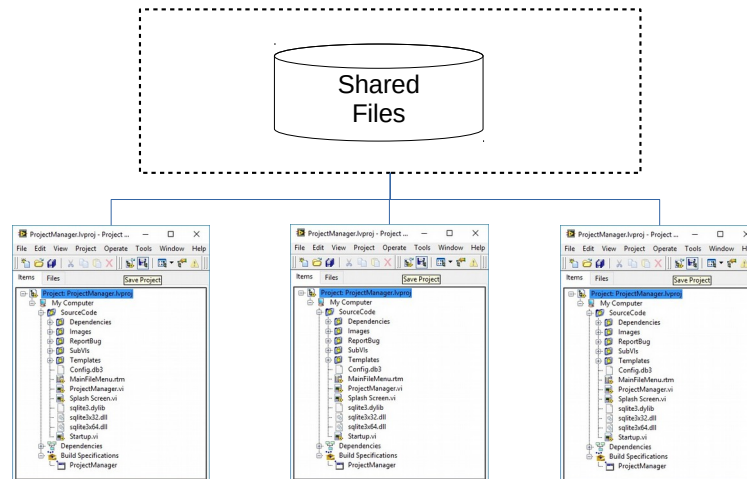 Shared
Files
ProjectManager.lvproj - Project ...
File Edit View Project Operate Tools Window Help
Items Files
Save Project
Project: ProjectManager.lvproj
My Computer
SourceCode
Dependencies
Images
ReportBug
SubVIs
Templates
Config.db3
MainFileMenu.rtm
ProjectManager.vi
Splash Screen.vi
sqlite3.dylib
sqlite3x32.dll
sqlite3x64.dll
Startup.vi
Dependencies
Build Specifications
ProjectManager
ProjectManager.lvproj - Project ...
File Edit View Project Operate Tools Window Help
Items Files
Save Project
Project: ProjectManager.lvproj
My Computer
SourceCode
Dependencies
Images
ReportBug
SubVIs
Templates
Config.db3
MainFileMenu.rtm
ProjectManager.vi
Splash Screen.vi
sqlite3.dylib
sqlite3x32.dll
sqlite3x64.dll
Startup.vi
Dependencies
Build Specifications
ProjectManager
ProjectManager.lvproj - Project ...
File Edit View Project Operate Tools Window H
Items Files
Save Project
Project: ProjectManager.lvproj
My Computer
SourceCode
Dependencies
Images
ReportBug
SubVIs
Templates
Config.db3
MainFileMenu.rtm
ProjectManager.vi
Splash Screen.vi
sqlite3.dylib
sqlite3x32.dll
sqlite3x64.dll
Startup.vi
Dependencies
Build Specifications
ProjectManager